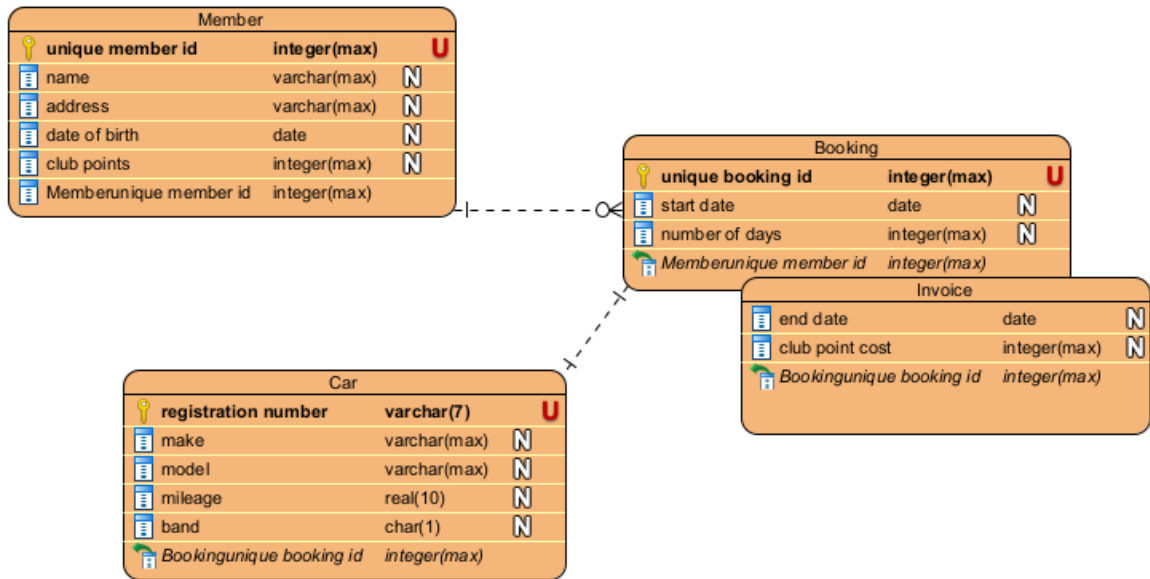 Member
unique member id integer(max) U
name varchar(max) N
address varchar(max) N
date of birth date N
club points integer(max) N
Memberunique member id integer(max)
Booking
unique booking id integer(max) U
start date date N
number of days integer(max) N
Memberunique member id integer(max)
Invoice
end date date N
club point cost integer(max) N
Bookingunique booking id integer(max)
Car
registration number varchar(7) U
make varchar(max) N
model varchar(max) N
mileage real(10) N
band char(1) N
Bookingunique booking id integer(max)